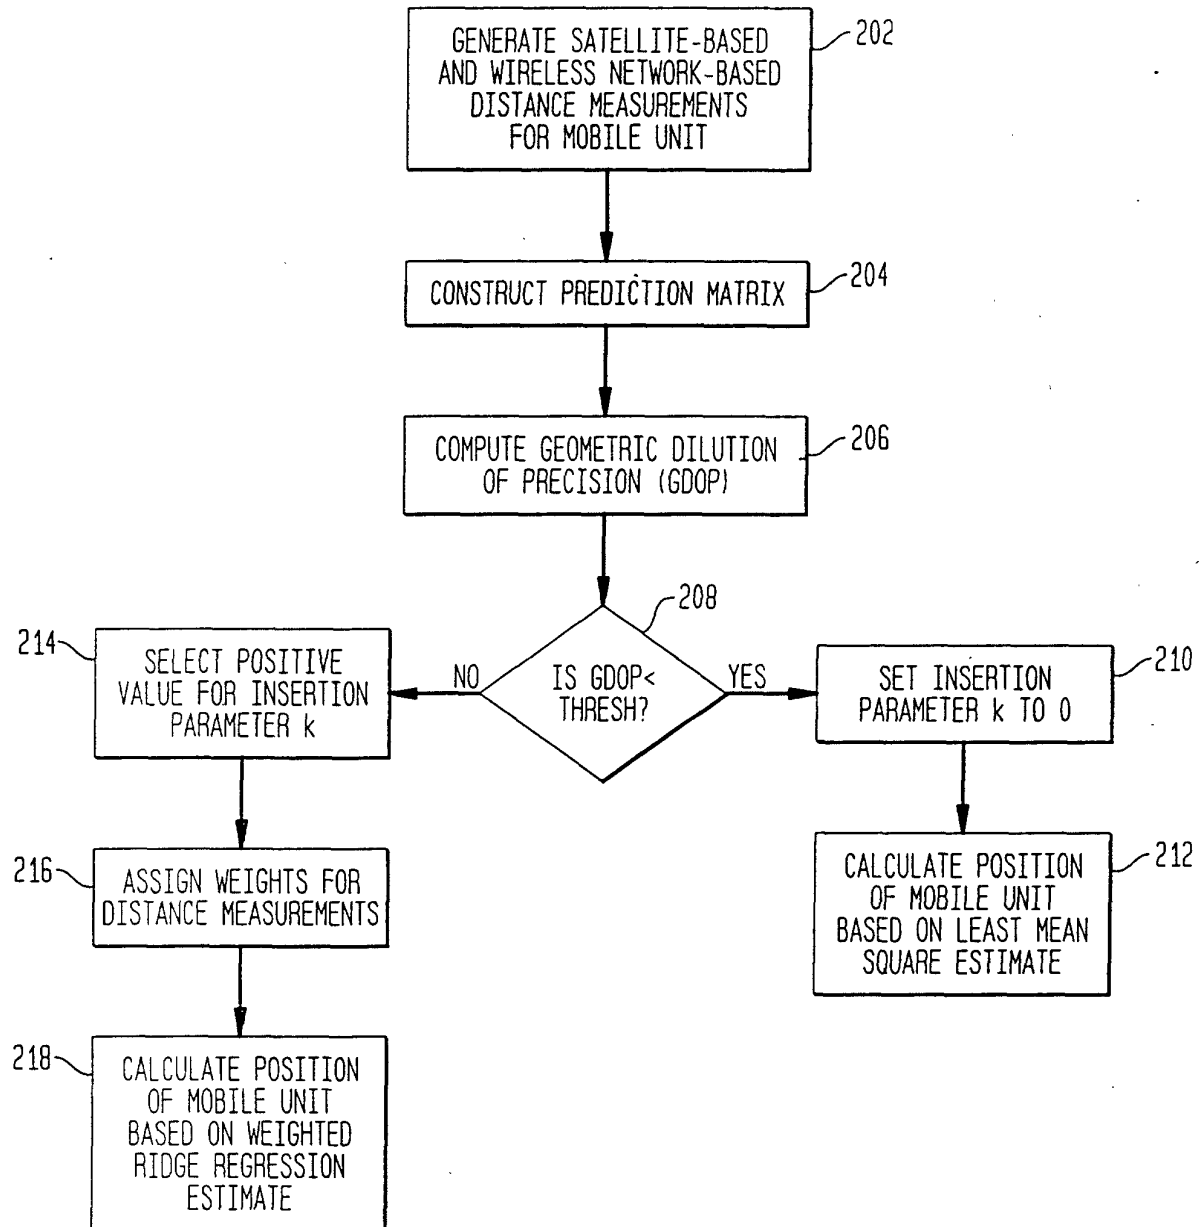 GENERATE SATELLITE-BASED
AND WIRELESS NETWORK-BASED
DISTANCE MEASUREMENTS
FOR MOBILE UNIT
202
CONSTRUCT PREDICTION MATRIX
204
COMPUTE GEOMETRIC DILUTION
OF PRECISION (GDOP)
206
IS GDOP<
THRESH?
208
NO
YES
214
SELECT POSITIVE
VALUE FOR INSERTION
PARAMETER k
SET INSERTION
PARAMETER k TO 0
210
216
ASSIGN WEIGHTS FOR
DISTANCE MEASUREMENTS
CALCULATE POSITION
OF MOBILE UNIT
BASED ON LEAST MEAN
SQUARE ESTIMATE
212
218
CALCULATE POSITION
OF MOBILE UNIT
BASED ON WEIGHTED
RIDGE REGRESSION
ESTIMATE